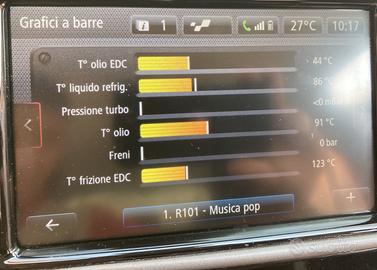 Grafici a barre
1
27°C
10:17
T° olio EDC 44 °C
T° liquido refrig. 86 °C
Pressione turbo <0 mB
T° olio 91 °C
Freni 0 bar
T° frizione EDC 123 °C
1. R101 - Musica pop
+